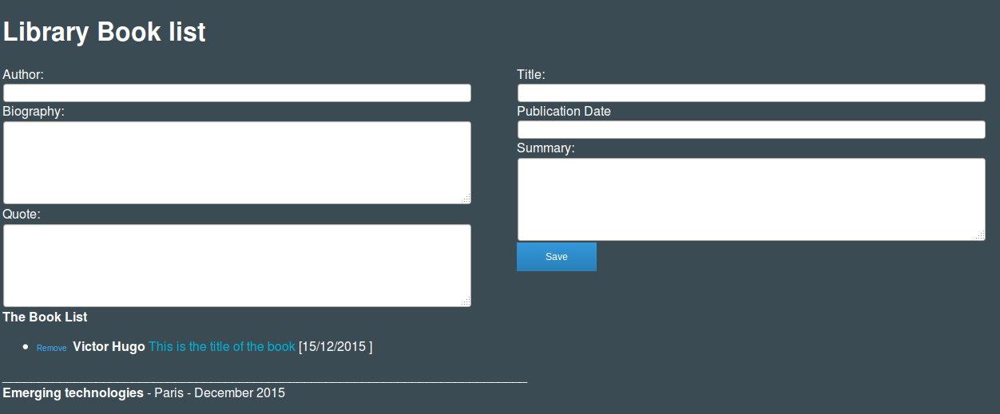 Library Book list
Author:
Biography:
Quote:
Title:
Publication Date
Summary:
Save
The Book List
Remove Victor Hugo This is the title of the book [15/12/2015 ]
Emerging technologies - Paris - December 2015